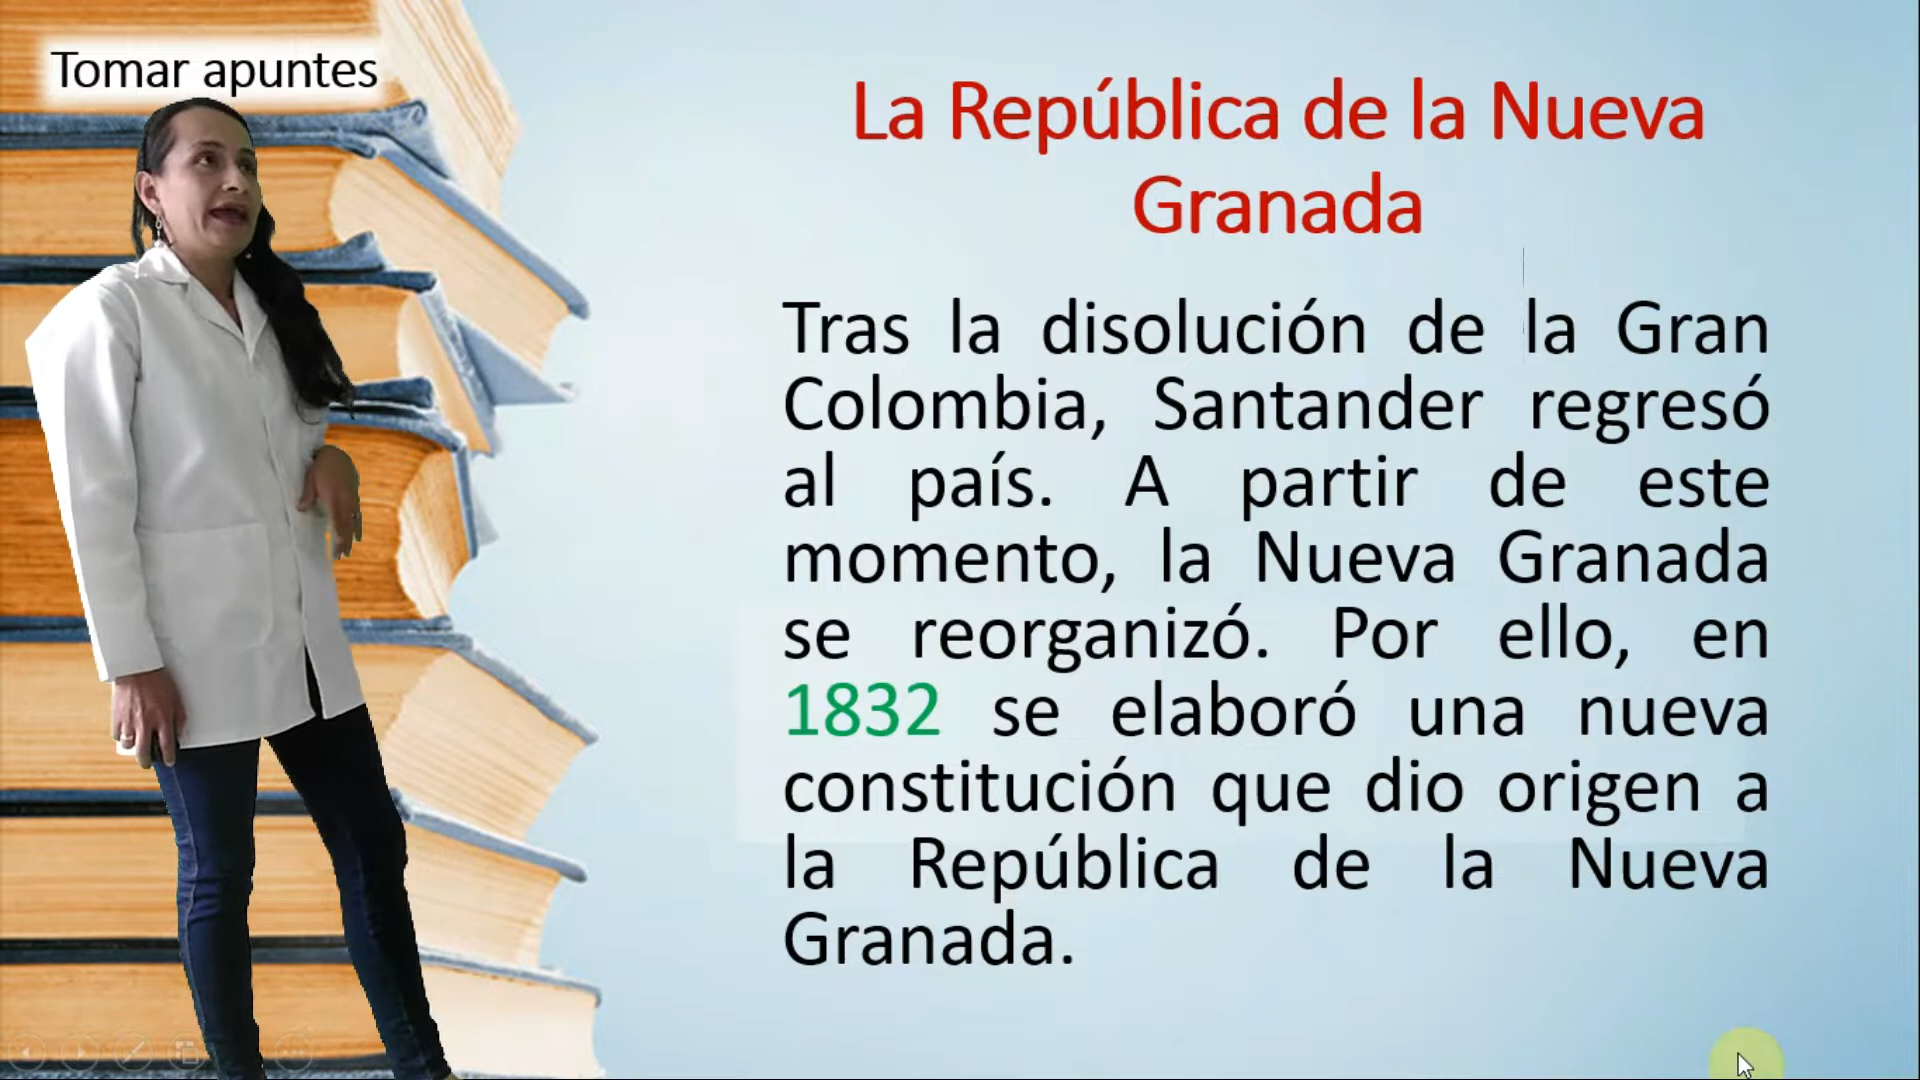 Tomar apuntes
La República de la Nueva
Granada
Tras la disolución de la Gran
Colombia, Santander regresó
al país. A partir de este
momento, la Nueva Granada
se reorganizó. Por ello, en
1832 se elaboró una nueva
constitución que dio origen a
la República de la Nueva
Granada.